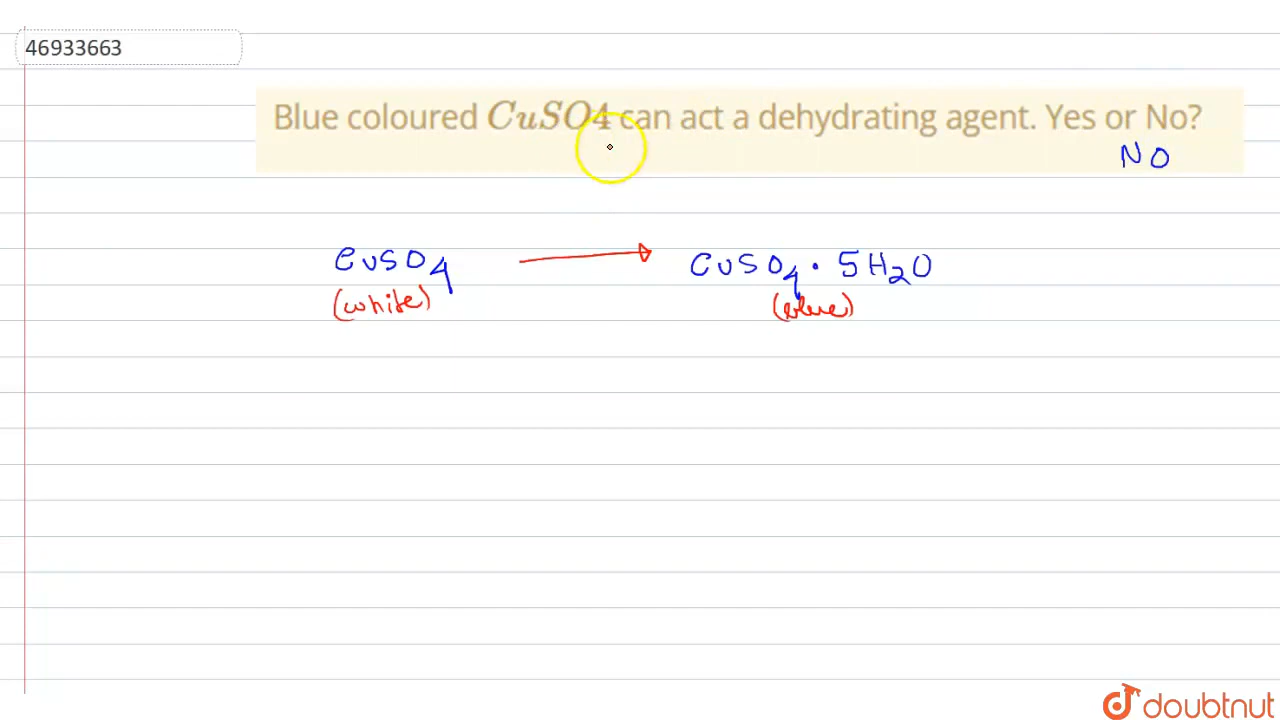 46933663
Blue coloured CuSO4 can act a dehydrating agent. Yes or No?
NO
CuSO4 → CuSO4 · 5H2O
(white) (blue)
doubtnut